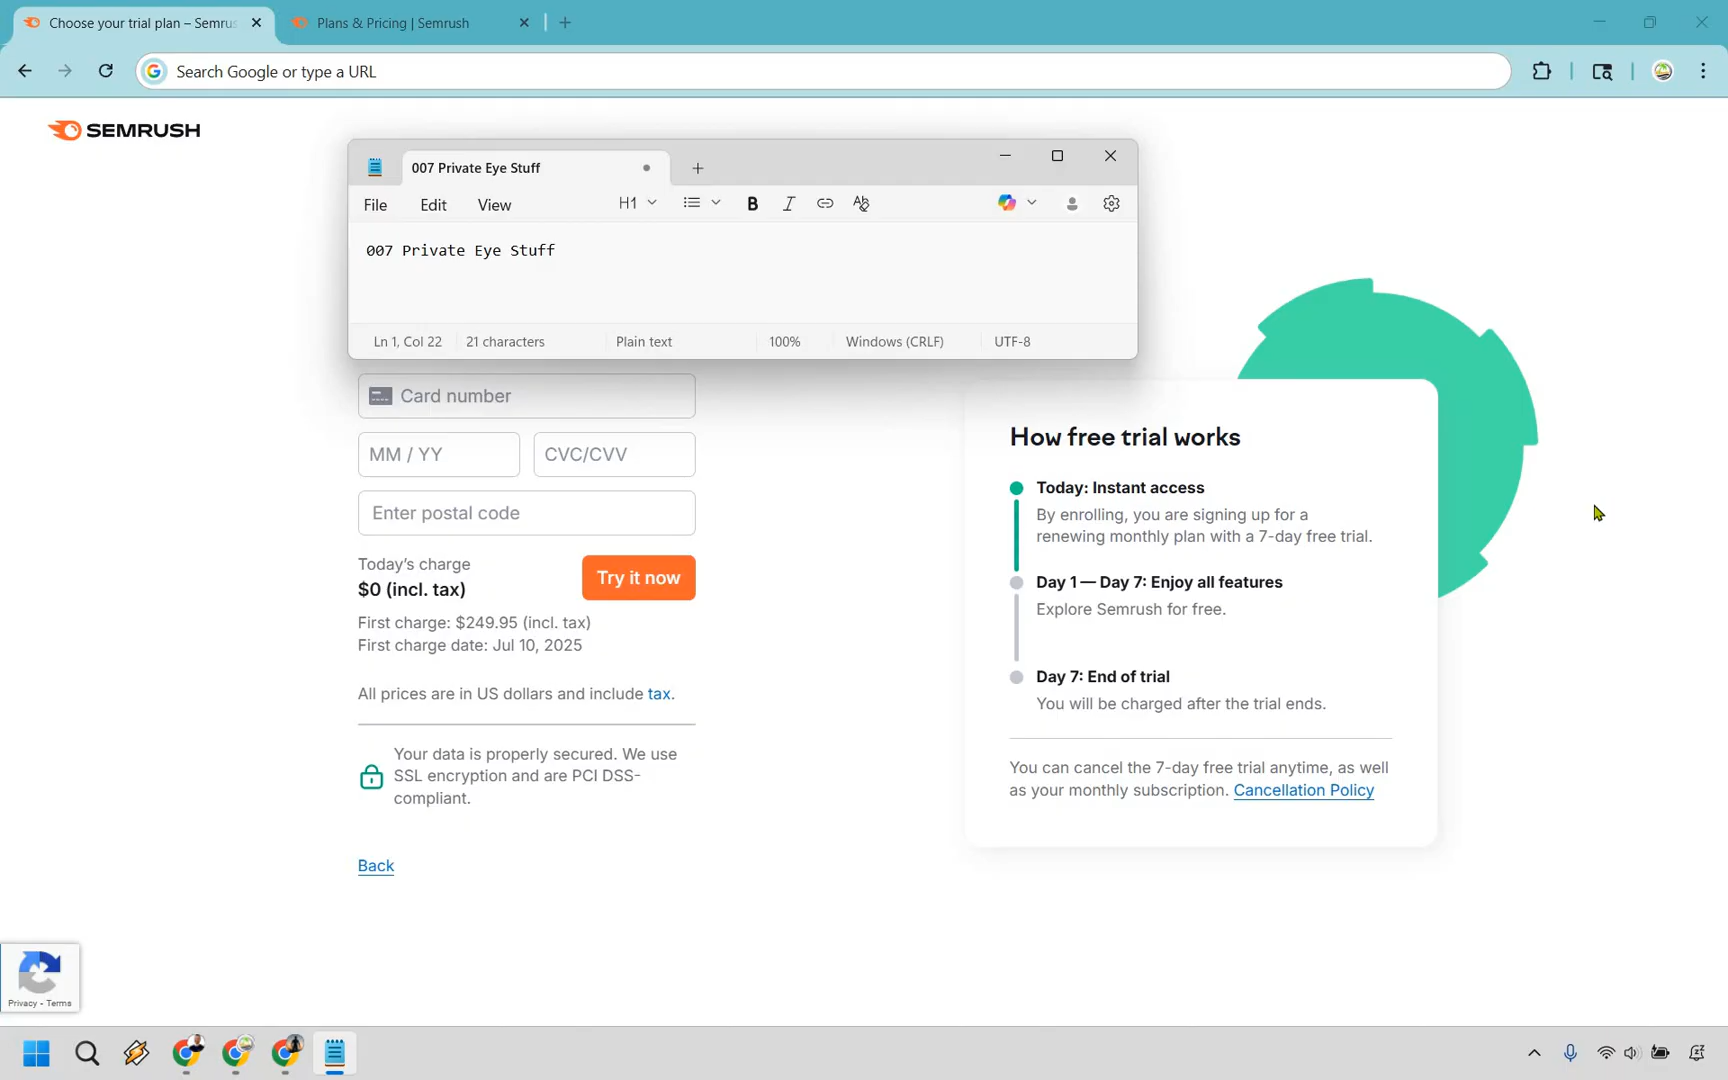 Choose your trial plan – Semrus
Plans & Pricing | Semrush
Search Google or type a URL
SEMRUSH
007 Private Eye Stuff
File Edit View H1 B I
007 Private Eye Stuff
Ln 1, Col 22 21 characters Plain text 100% Windows (CRLF) UTF-8
Card number
MM / YY CVC/CVV
Enter postal code
Today's charge
$0 (incl. tax)
Try it now
First charge: $249.95 (incl. tax)
First charge date: Jul 10, 2025
All prices are in US dollars and include tax.
Your data is properly secured. We use
SSL encryption and are PCI DSS-
compliant.
Back
How free trial works
Today: Instant access
By enrolling, you are signing up for a
renewing monthly plan with a 7-day free trial.
Day 1 — Day 7: Enjoy all features
Explore Semrush for free.
Day 7: End of trial
You will be charged after the trial ends.
You can cancel the 7-day free trial anytime, as well
as your monthly subscription. Cancellation Policy
Privacy - Terms